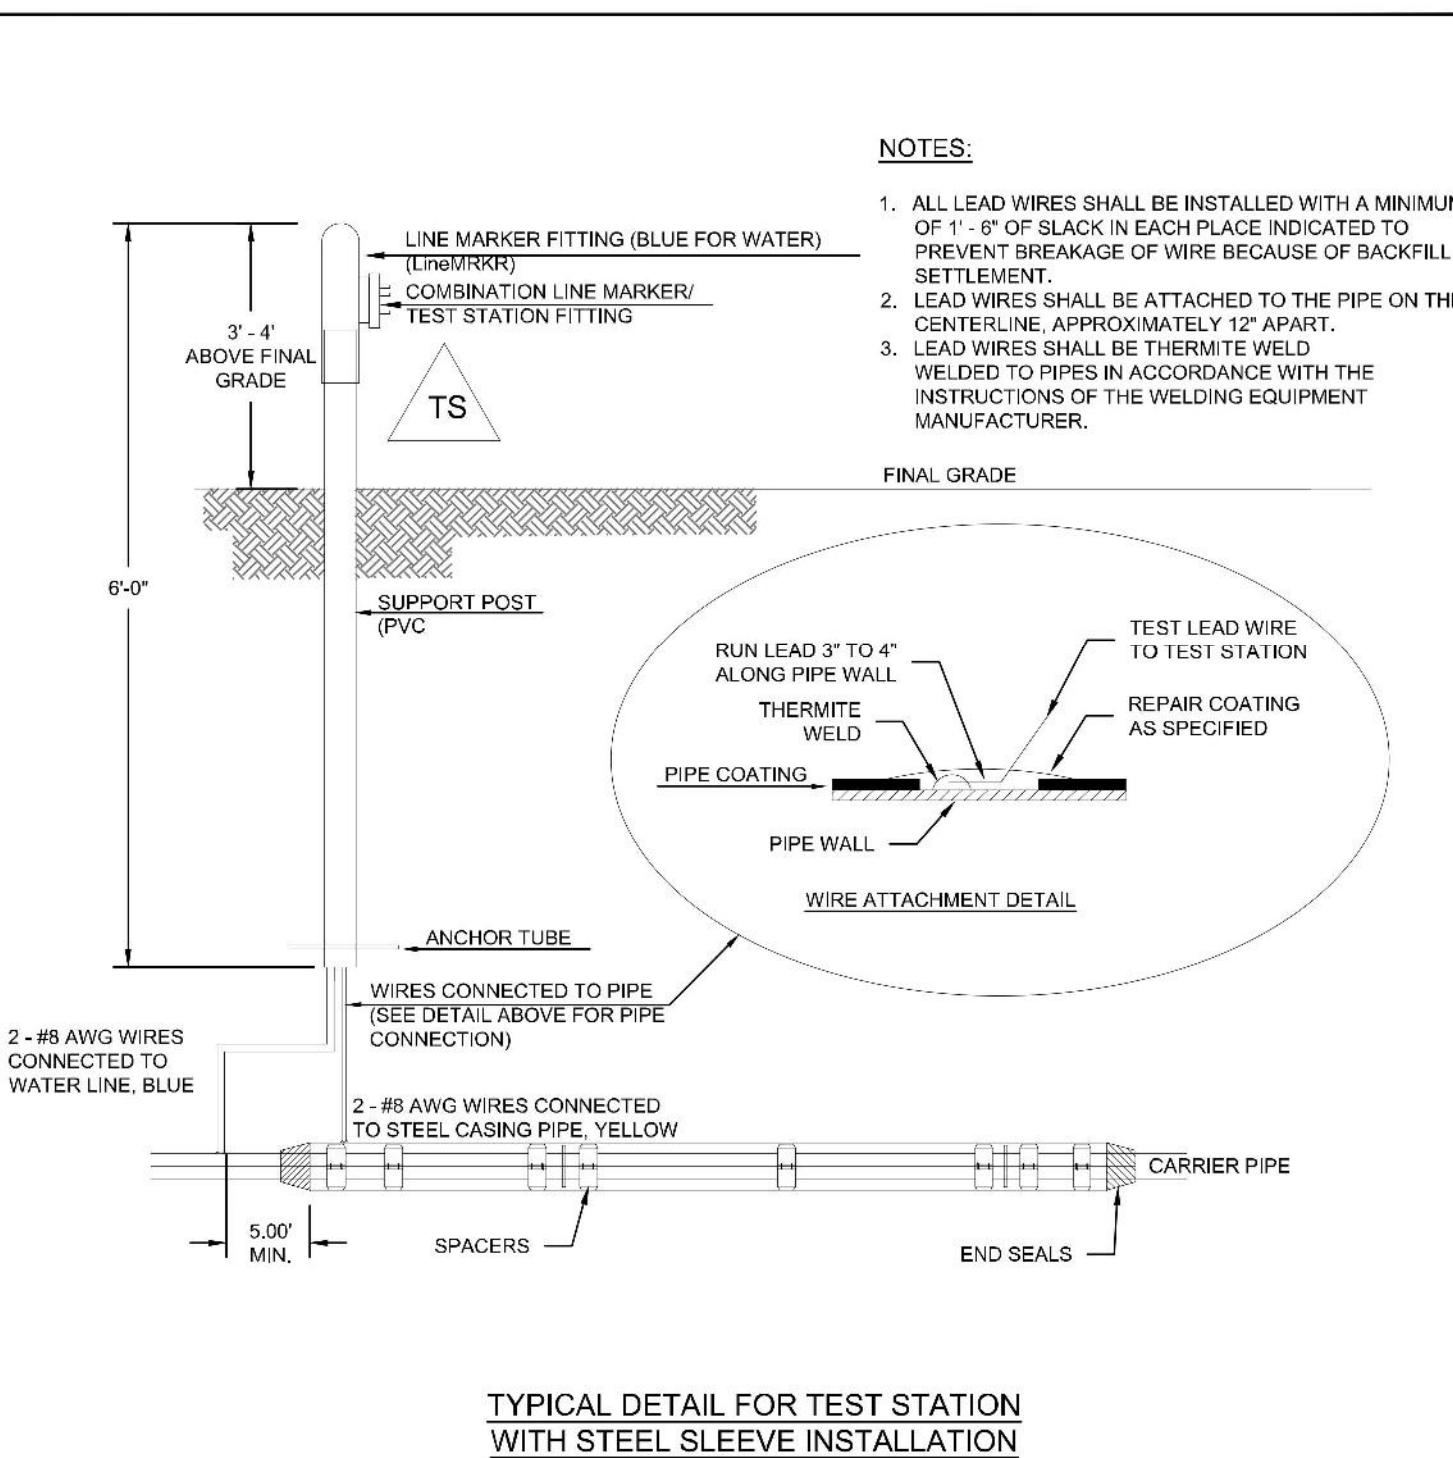 NOTES:
1. ALL LEAD WIRES SHALL BE INSTALLED WITH A MINIMUM
OF 1' - 6" OF SLACK IN EACH PLACE INDICATED TO
PREVENT BREAKAGE OF WIRE BECAUSE OF BACKFILL
SETTLEMENT.
2. LEAD WIRES SHALL BE ATTACHED TO THE PIPE ON THE
CENTERLINE, APPROXIMATELY 12" APART.
3. LEAD WIRES SHALL BE THERMITE WELD
WELDED TO PIPES IN ACCORDANCE WITH THE
INSTRUCTIONS OF THE WELDING EQUIPMENT
MANUFACTURER.
LINE MARKER FITTING (BLUE FOR WATER)
(LineMRKR)
COMBINATION LINE MARKER/
TEST STATION FITTING
3' - 4'
ABOVE FINAL
GRADE
TS
FINAL GRADE
6'-0"
SUPPORT POST
(PVC
RUN LEAD 3" TO 4"
ALONG PIPE WALL
TEST LEAD WIRE
TO TEST STATION
THERMITE
WELD
REPAIR COATING
AS SPECIFIED
PIPE COATING
PIPE WALL
WIRE ATTACHMENT DETAIL
ANCHOR TUBE
WIRES CONNECTED TO PIPE
(SEE DETAIL ABOVE FOR PIPE
CONNECTION)
2 - #8 AWG WIRES
CONNECTED TO
WATER LINE, BLUE
2 - #8 AWG WIRES CONNECTED
TO STEEL CASING PIPE, YELLOW
CARRIER PIPE
5.00'
MIN.
SPACERS
END SEALS
TYPICAL DETAIL FOR TEST STATION
WITH STEEL SLEEVE INSTALLATION